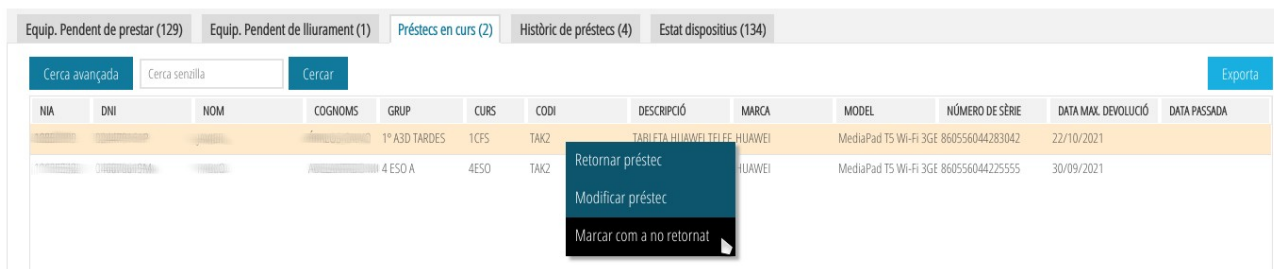 Equip. Pendent de prestar (129) Equip. Pendent de lliurament (1) Préstecs en curs (2) Històric de préstecs (4) Estat dispositius (134)
Cerca avançada Cerca senzilla Cercar Exporta
NIA DNI NOM COGNOMS GRUP CURS CODI DESCRIPCIÓ MARCA MODEL NÚMERO DE SÈRIE DATA MAX. DEVOLUCIÓ DATA PASSADA
1º A3D TARDES 1CFS TAK2 TABLETA HUAWEI TELEF HUAWEI MediaPad T5 Wi-Fi 3GE 860556044283042 22/10/2021
4 ESO A 4ESO TAK2 HUAWEI MediaPad T5 Wi-Fi 3GE 860556044225555 30/09/2021
Retornar préstec
Modificar préstec
Marcar com a no retornat